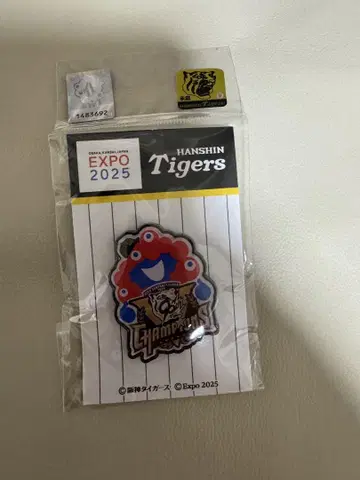 1483692
OSAKA, KANSAI, JAPAN
EXPO
2025
HANSHIN
Tigers
CHAMPIONS
©阪神タイガース ©Expo 2025